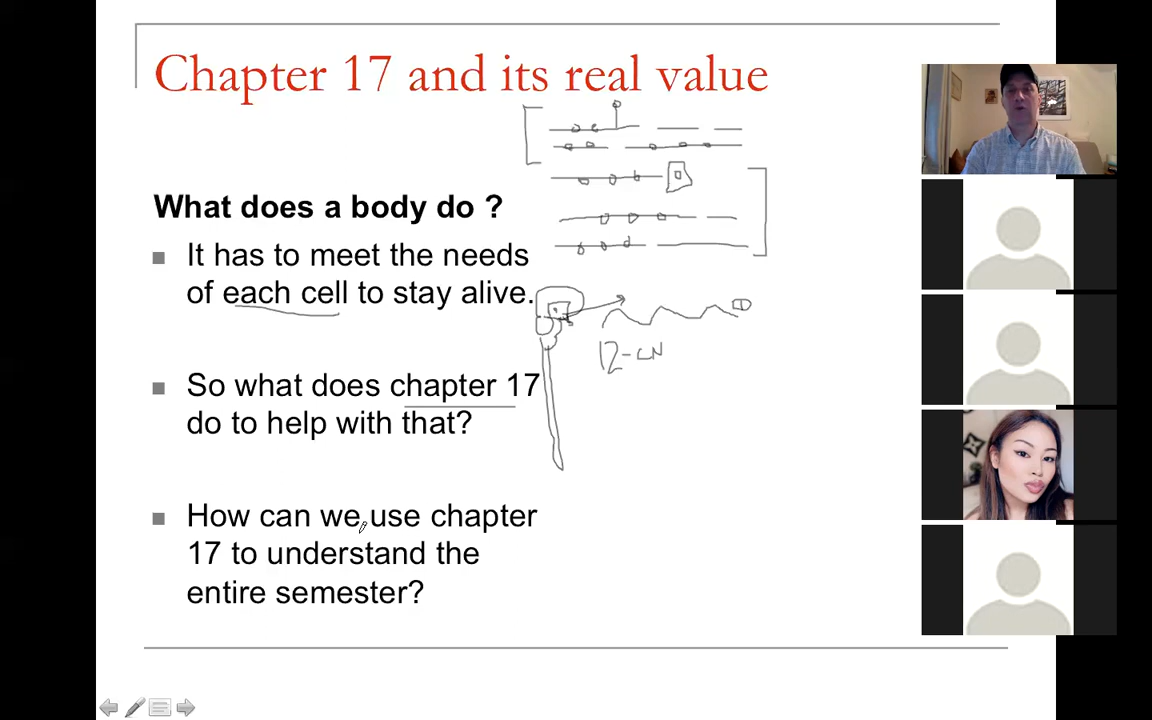 Chapter 17 and its real value
What does a body do ?
It has to meet the needs
of each cell to stay alive.
12-CN
So what does chapter 17
do to help with that?
How can we use chapter
17 to understand the
entire semester?